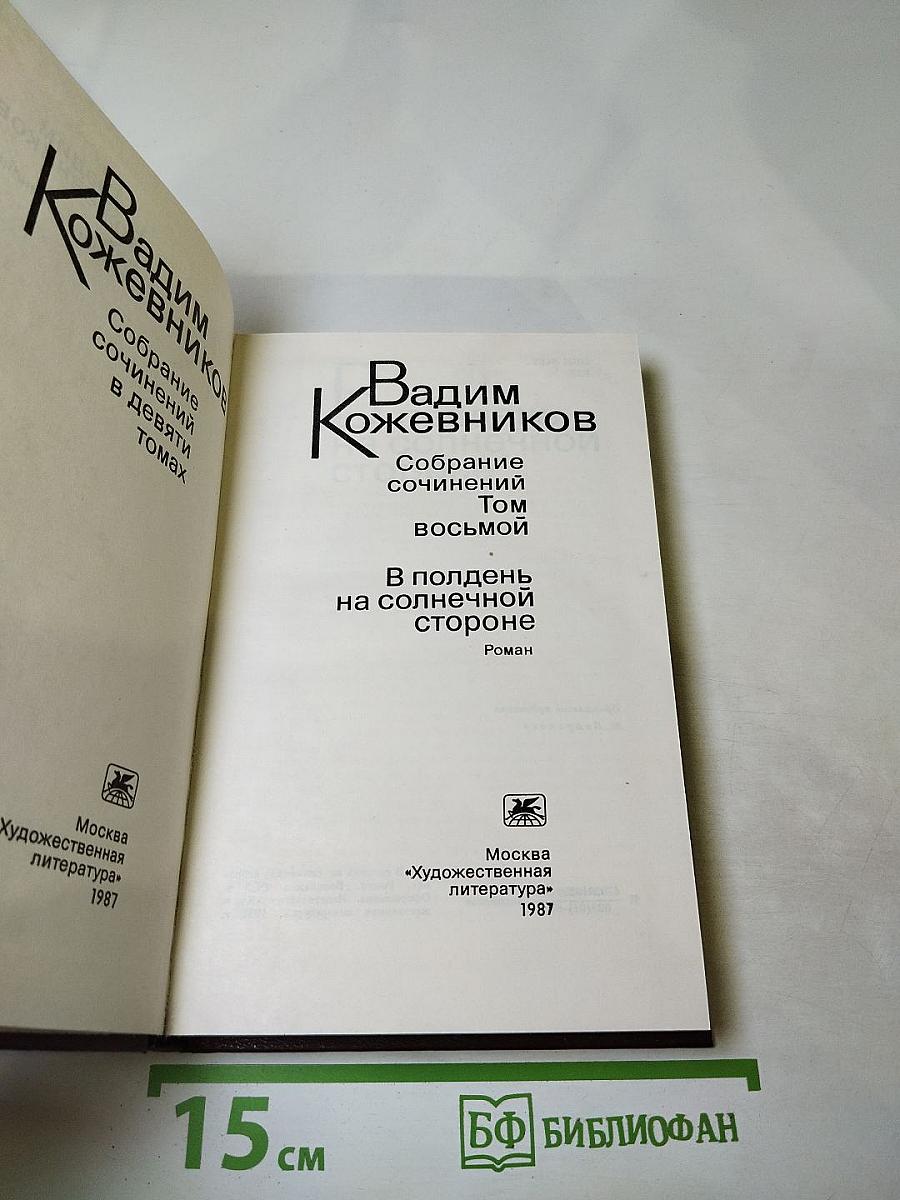 Вадим
Кожевников
Собрание
сочинений
в девяти
томах
Москва
Художественная
литература»
1987
Вадим
Кожевников
Собрание
сочинений
Том
восьмой
В полдень
на солнечной
стороне
Роман
Москва
«Художественная
литература»
1987
15 см
БФ БИБЛИОФАН